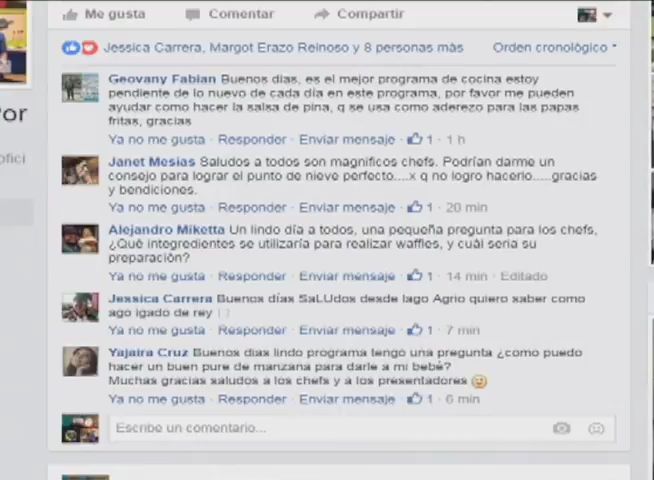 Me gusta Comentar Compartir
Jessica Carrera, Margot Erazo Reinoso y 8 personas más Orden cronológico
Geovany Fabian Buenos dias, es el mejor programa de cocina estoy
pendiente de lo nuevo de cada día en este programa, por favor me pueden
ayudar como hacer la salsa de pina, q se usa como aderezo para las papas
fritas, gracias
Ya no me gusta · Responder · Enviar mensaje · 1 · 1 h
Janet Mesias Saludos a todos son magnificos chefs. Podrían darme un
consejo para lograr el punto de nieve perfecto....x q no logro hacerlo.....gracias
y bendiciones.
Ya no me gusta · Responder · Enviar mensaje · 1 · 20 min
Alejandro Miketta Un lindo día a todos, una pequeña pregunta para los chefs,
¿Qué integredientes se utilizaría para realizar waffles, y cuál seria su
preparación?
Ya no me gusta · Responder · Enviar mensaje · 1 · 14 min · Editado
Jessica Carrera Buenos días SaLUdos desde lago Agrio quiero saber como
ago igado de rey
Ya no me gusta · Responder · Enviar mensaje · 1 · 7 min
Yajaira Cruz Buenos dias lindo programa tengo una pregunta ¿como puedo
hacer un buen pure de manzana para darle a mi bebé?
Muchas gracias saludos a los chefs y a los presentadores 😉
Ya no me gusta · Responder · Enviar mensaje · 1 · 6 min
Escribe un comentario...
Por
ofici